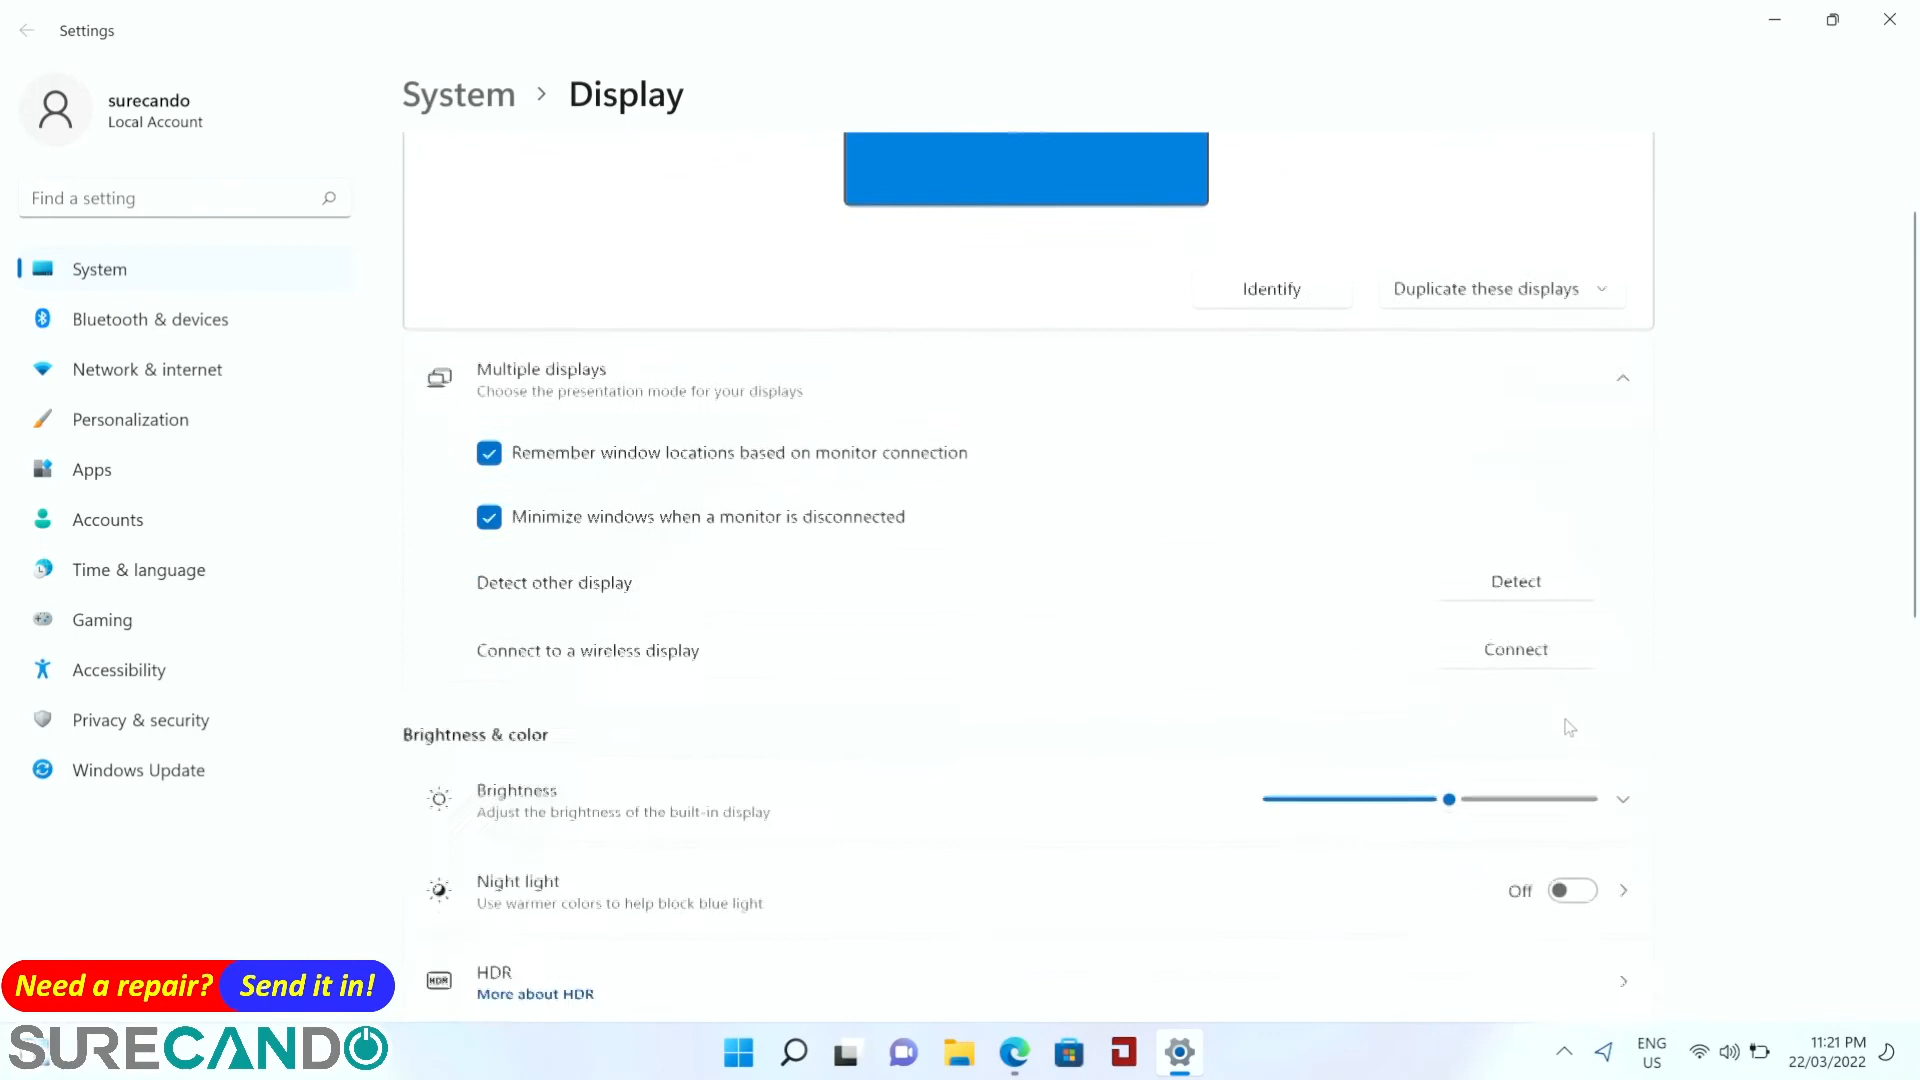 Settings
surecando
Local Account
System > Display
Find a setting
System
Bluetooth & devices
Network & internet
Personalization
Apps
Accounts
Time & language
Gaming
Accessibility
Privacy & security
Windows Update
Identify
Duplicate these displays
Multiple displays
Choose the presentation mode for your displays
Remember window locations based on monitor connection
Minimize windows when a monitor is disconnected
Detect other display
Detect
Connect to a wireless display
Connect
Brightness & color
Brightness
Adjust the brightness of the built-in display
Night light
Use warmer colors to help block blue light
Off
HDR
HDR
More about HDR
Need a repair? Send it in!
SURECANDO
ENG
US
11:21 PM
22/03/2022